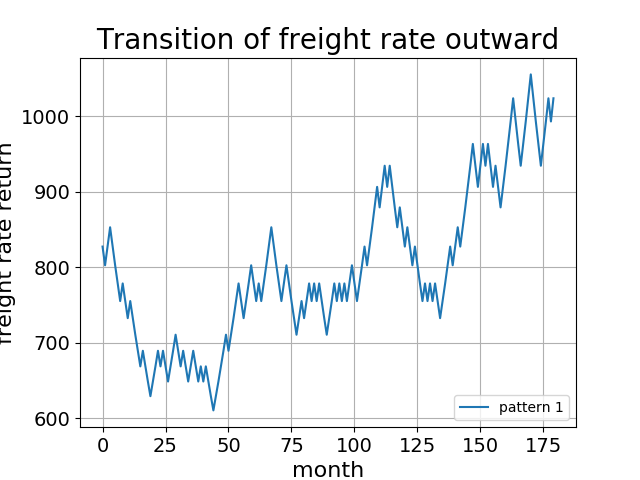 Transition of freight rate outward
freight rate return
1000
900
800
700
600
0 25 50 75 100 125 150 175
month
pattern 1